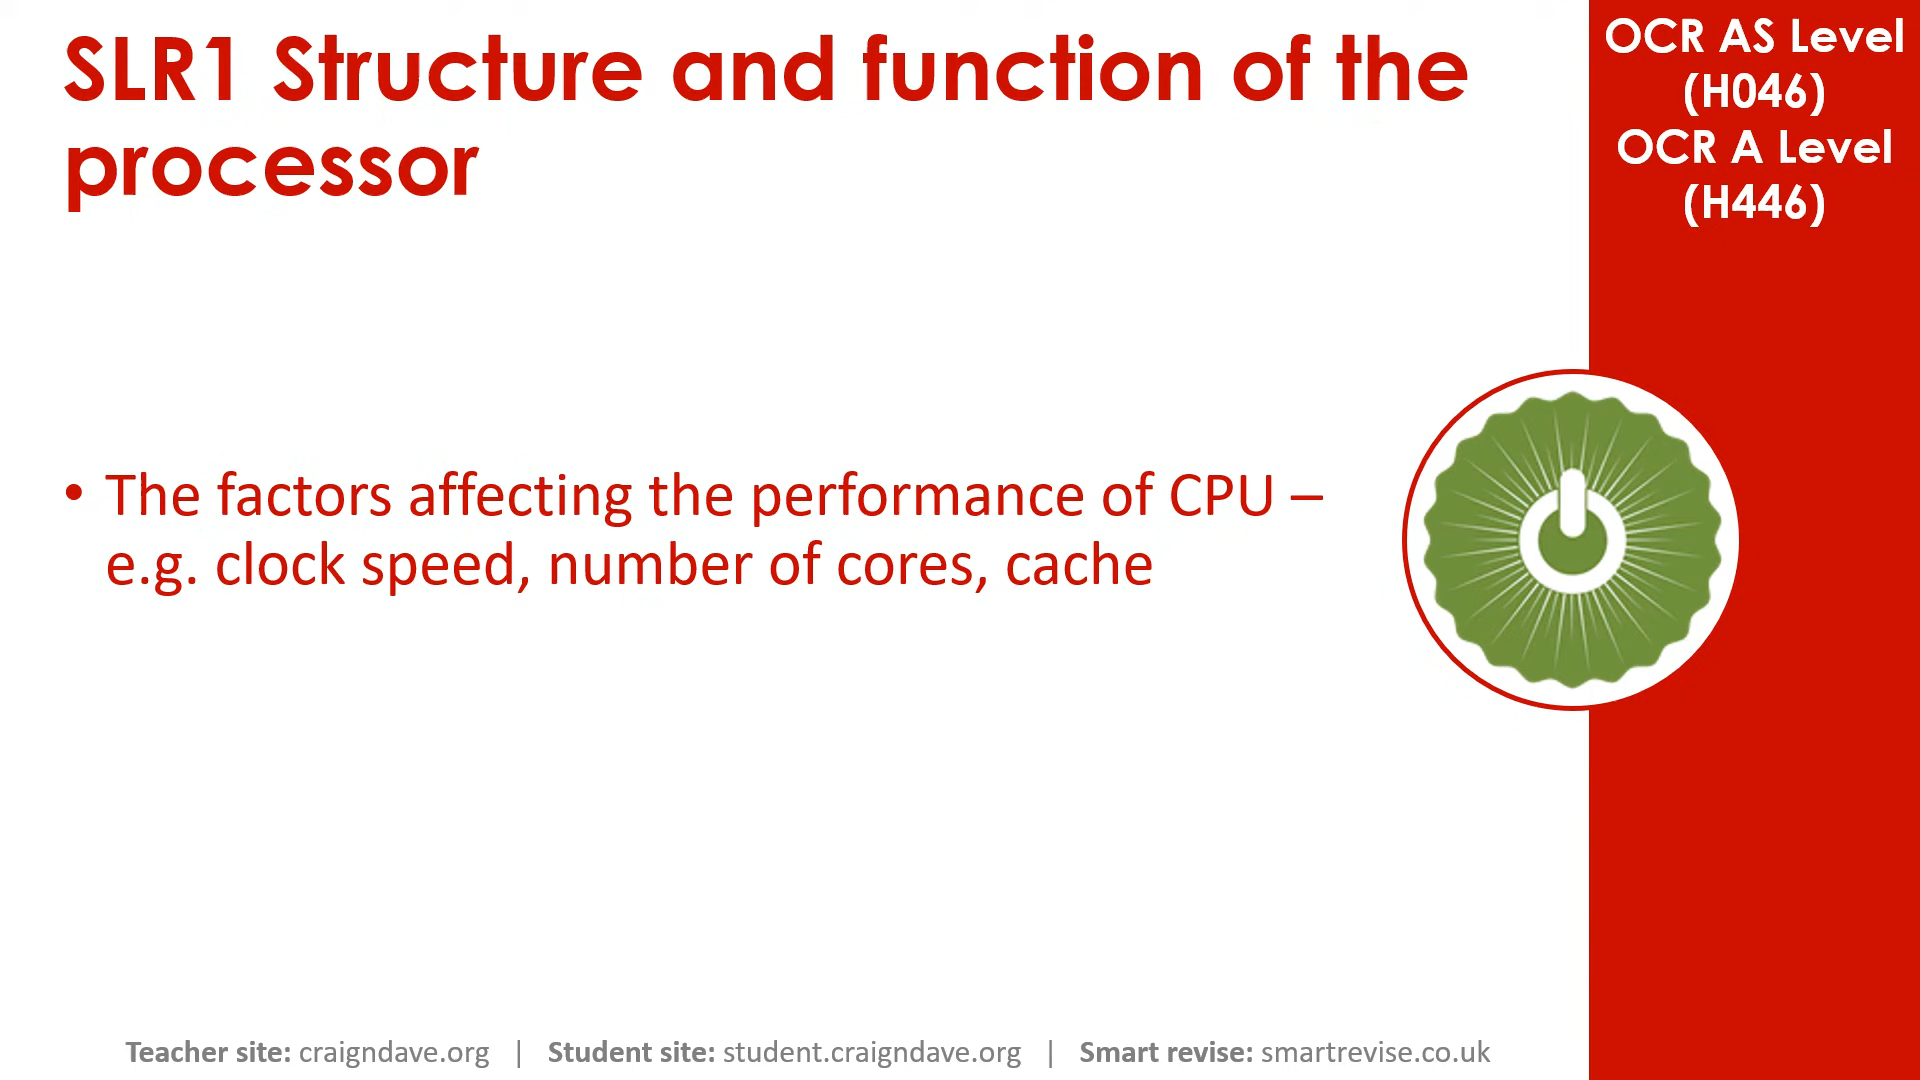 SLR1 Structure and function of the
processor
OCR AS Level
(H046)
OCR A Level
(H446)
• The factors affecting the performance of CPU –
e.g. clock speed, number of cores, cache
Teacher site: craigndave.org | Student site: student.craigndave.org | Smart revise: smartrevise.co.uk